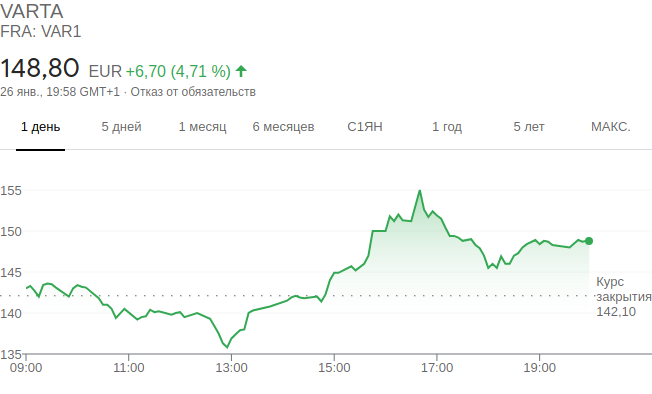 VARTA
FRA: VAR1
148,80 EUR +6,70 (4,71 %)
26 янв., 19:58 GMT+1 · Отказ от обязательств
1 день 5 дней 1 месяц 6 месяцев С1ЯН 1 год 5 лет МАКС.
155
150
145
Курс
закрытия
142,10
140
135
09:00 11:00 13:00 15:00 17:00 19:00